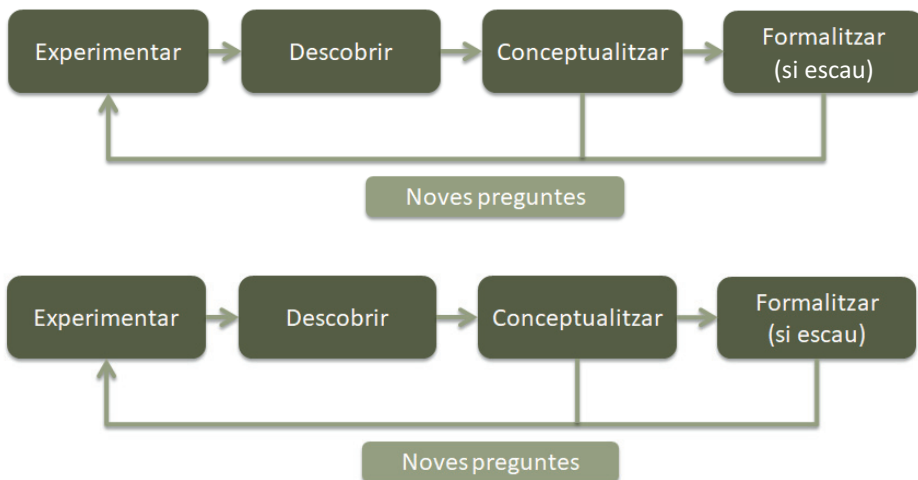 Experimentar
Descobrir
Conceptualitzar
Formalitzar
(si escau)
Noves preguntes
Experimentar
Descobrir
Conceptualitzar
Formalitzar
(si escau)
Noves preguntes